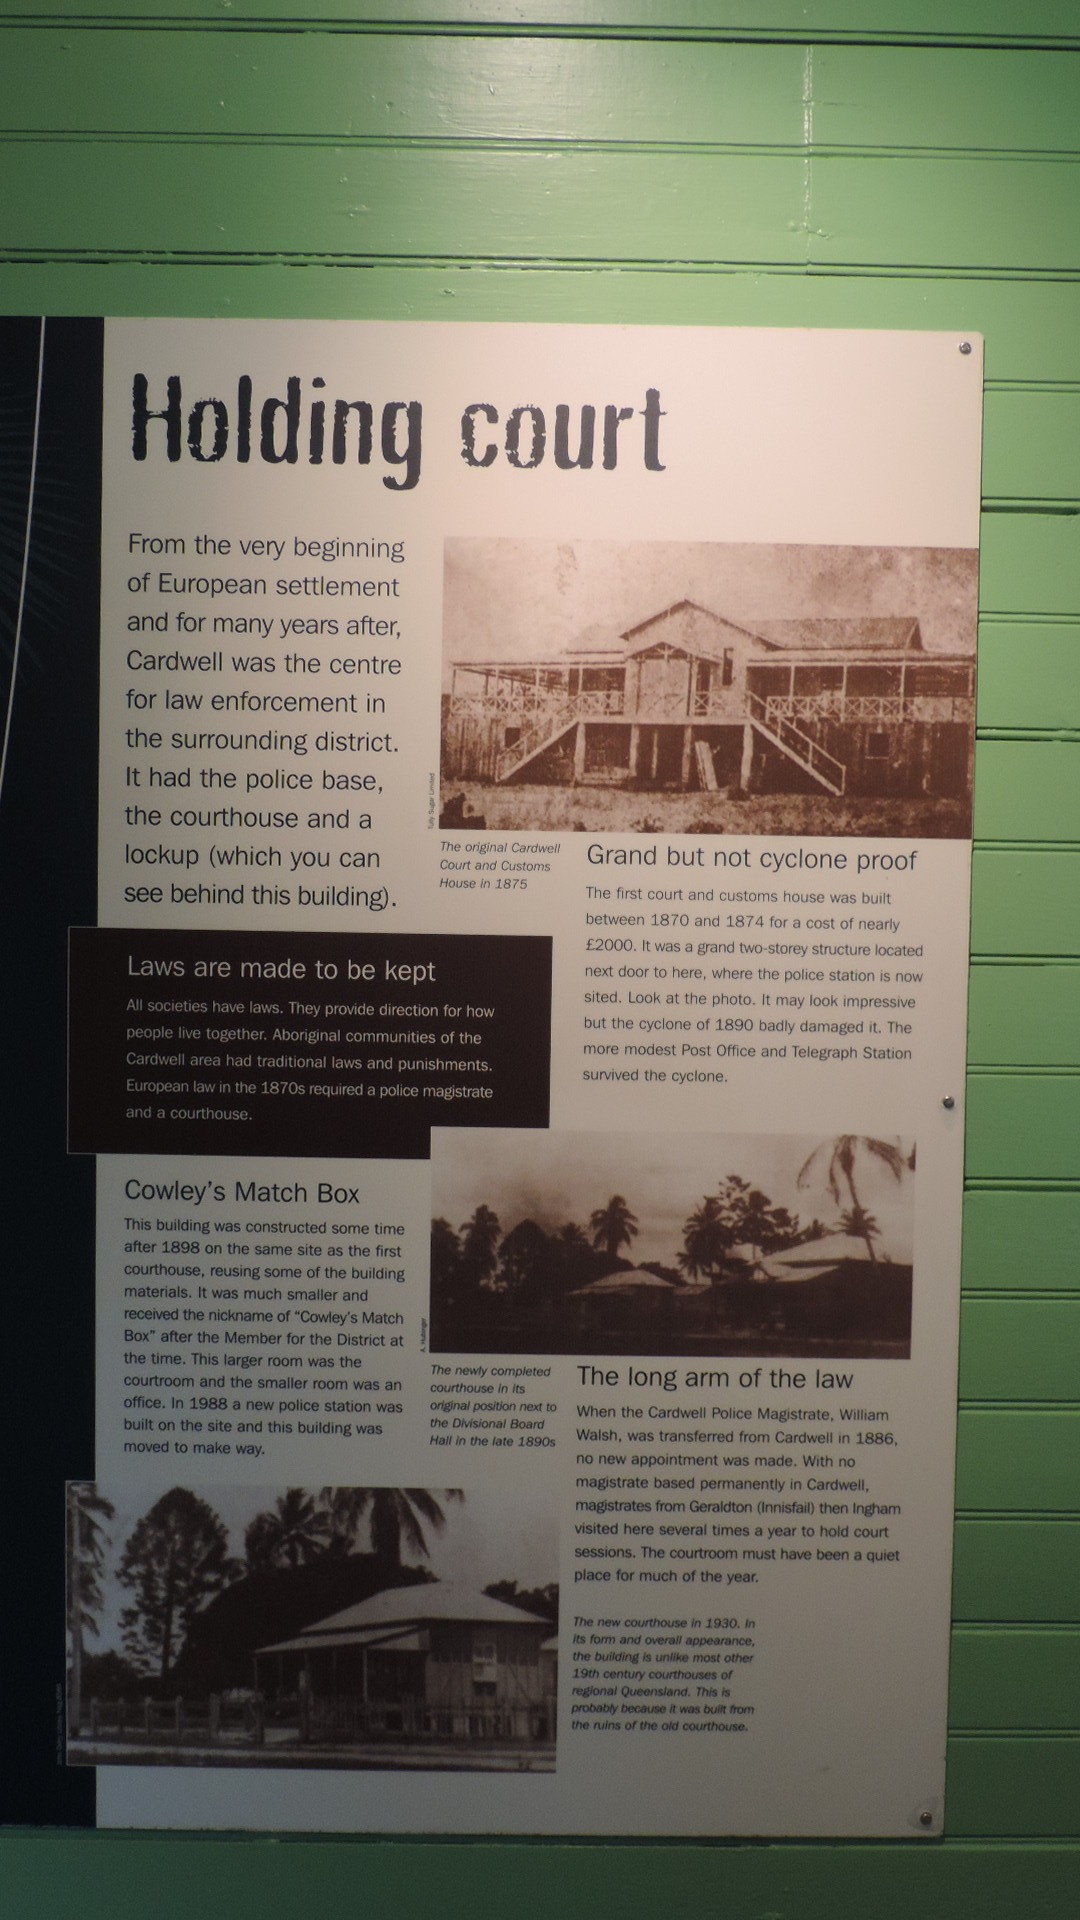 Holding court
From the very beginning
of European settlement
and for many years after,
Cardwell was the centre
for law enforcement in
the surrounding district.
It had the police base,
the courthouse and a
lockup (which you can
see behind this building).
Tully Sugar Limited
The original Cardwell
Court and Customs
House in 1875
Grand but not cyclone proof
The first court and customs house was built
between 1870 and 1874 for a cost of nearly
£2000. It was a grand two-storey structure located
next door to here, where the police station is now
sited. Look at the photo. It may look impressive
but the cyclone of 1890 badly damaged it. The
more modest Post Office and Telegraph Station
survived the cyclone.
Laws are made to be kept
All societies have laws. They provide direction for how
people live together. Aboriginal communities of the
Cardwell area had traditional laws and punishments.
European law in the 1870s required a police magistrate
and a courthouse.
Cowley's Match Box
This building was constructed some time
after 1898 on the same site as the first
courthouse, reusing some of the building
materials. It was much smaller and
received the nickname of “Cowley's Match
Box” after the Member for the District at
the time. This larger room was the
courtroom and the smaller room was an
office. In 1988 a new police station was
built on the site and this building was
moved to make way.
The newly completed
courthouse in its
original position next to
the Divisional Board
Hall in the late 1890s
The long arm of the law
When the Cardwell Police Magistrate, William
Walsh, was transferred from Cardwell in 1886,
no new appointment was made. With no
magistrate based permanently in Cardwell,
magistrates from Geraldton (Innisfail) then Ingham
visited here several times a year to hold court
sessions. The courtroom must have been a quiet
place for much of the year.
The new courthouse in 1930. In
its form and overall appearance,
the building is unlike most other
19th century courthouses of
regional Queensland. This is
probably because it was built from
the ruins of the old courthouse.